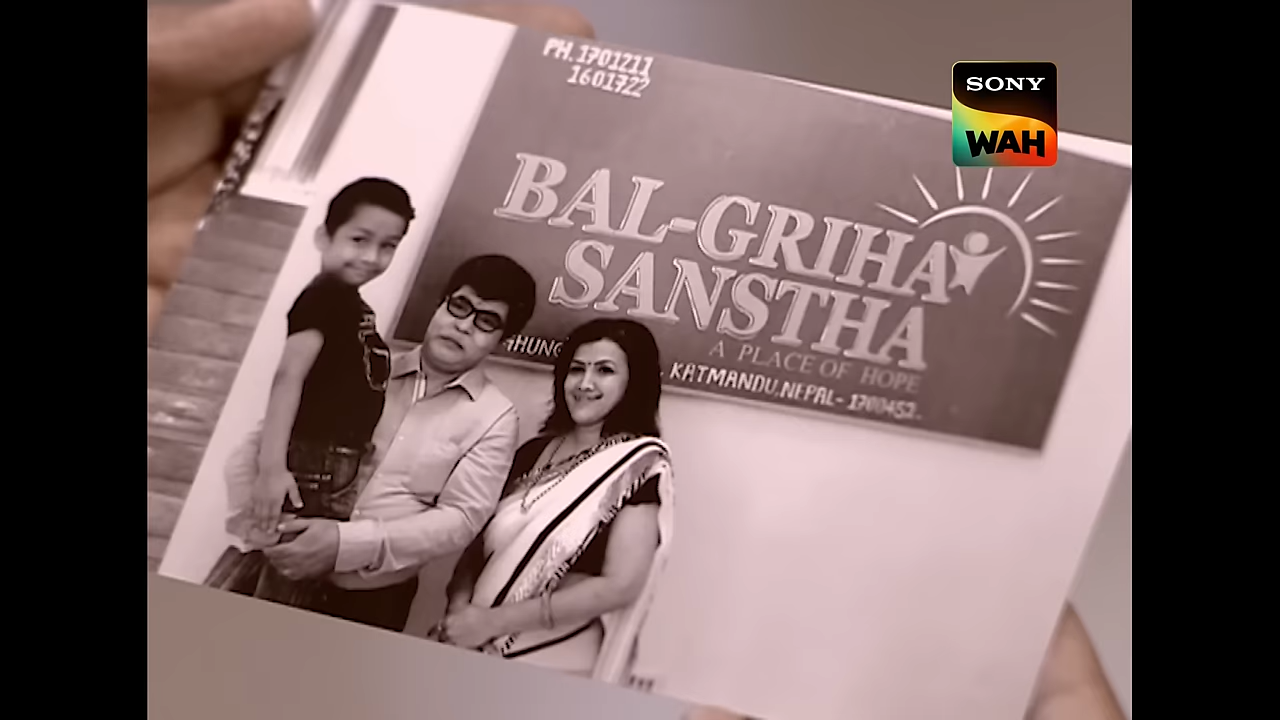 PH.1701211
1601722
SONY
WAH
BAL-GRIHA
SANSTHA
A PLACE OF HOPE
KATMANDU,NEPAL- 1700452.